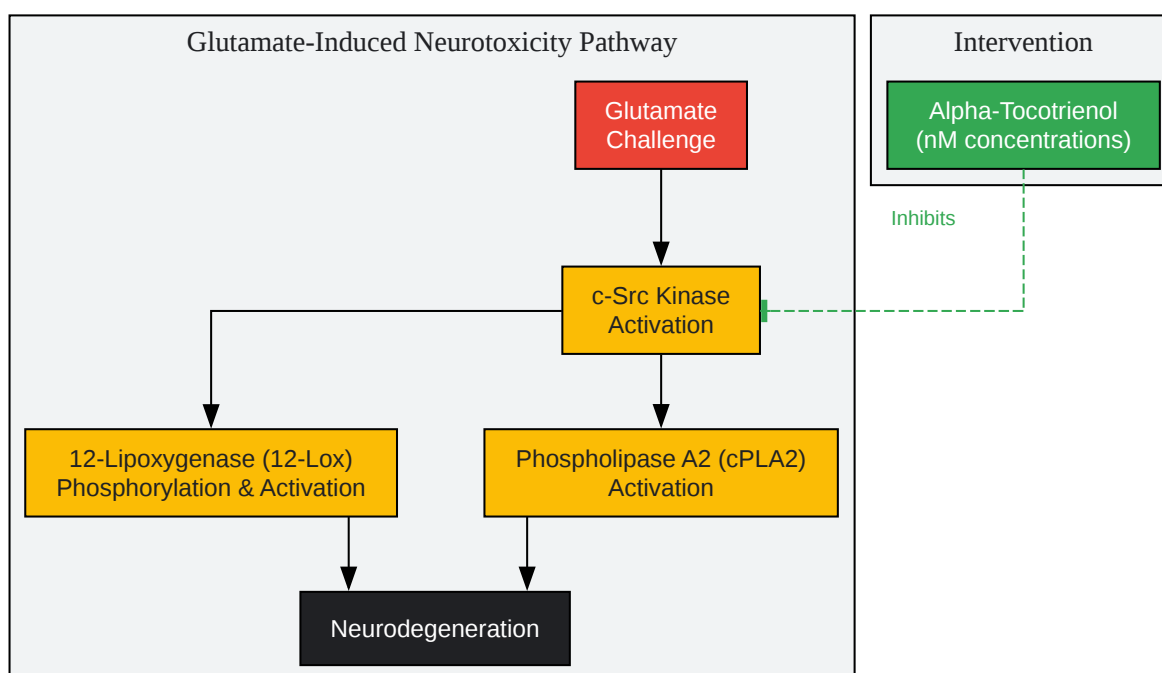 Glutamate-Induced Neurotoxicity Pathway
Intervention
Glutamate
Challenge
Alpha-Tocotrienol
(nM concentrations)
Inhibits
c-Src Kinase
Activation
12-Lipoxygenase (12-Lox)
Phosphorylation & Activation
Phospholipase A2 (cPLA2)
Activation
Neurodegeneration